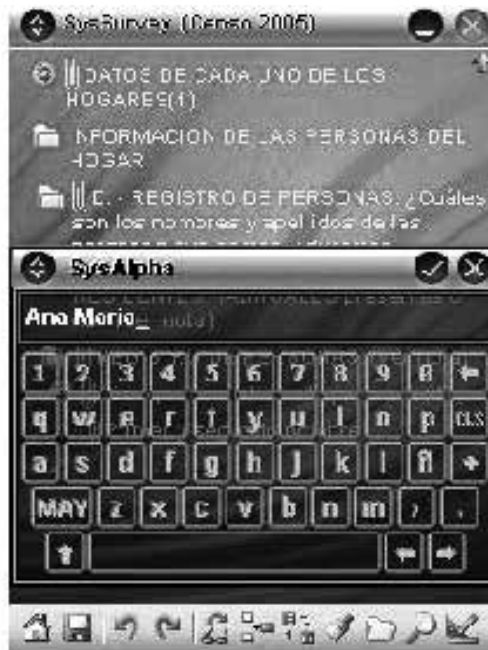 SysSurvey (Censo 2005)
DATOS DE CADA UNO DE LOS
HOGARES(1)
INFORMACION DE LAS PERSONAS DEL
HOGAR
REGISTRO DE PERSONAS. ¿Cuáles
son los nombres y apellidos de las
SysAlpha
Ana Maria_
nota)
1 2 3 4 5 6 7 8 9
q w e r t y u p CLS
a s d f g h j k l ñ
MAY z x c v b n m , .